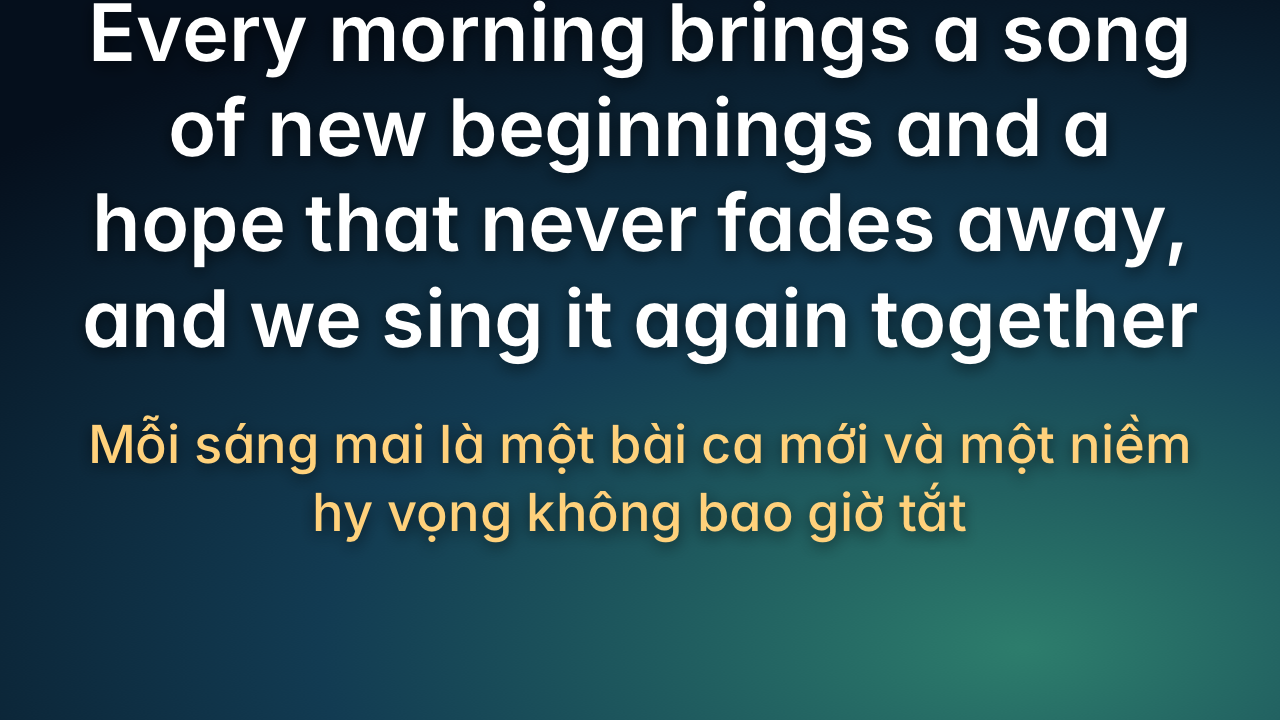 Every morning brings a song
of new beginnings and a
hope that never fades away,
and we sing it again together
Mỗi sáng mai là một bài ca mới và một niềm
hy vọng không bao giờ tắt